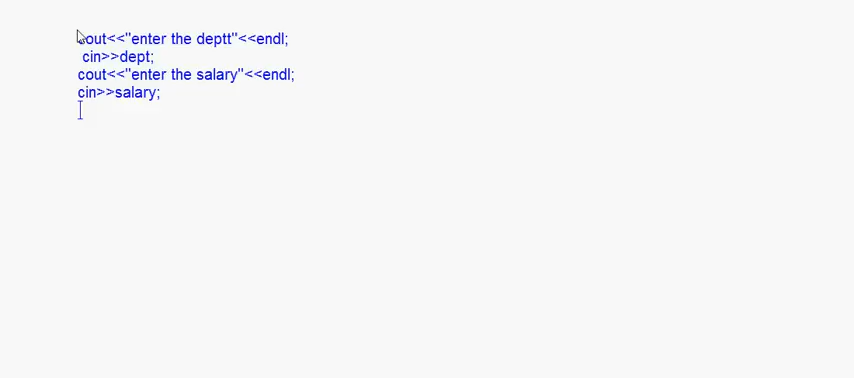 cout<<"enter the deptt"<<endl;
cin>>dept;
cout<<"enter the salary"<<endl;
cin>>salary;